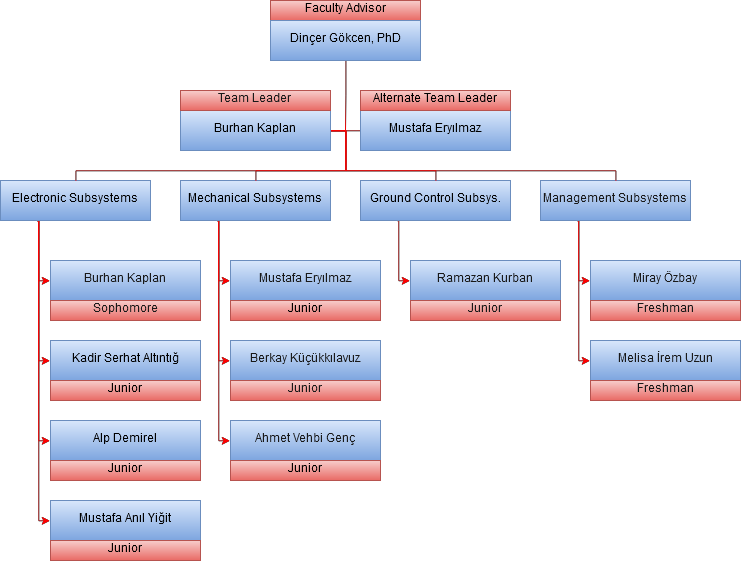 Faculty Advisor
Dinçer Gökcen, PhD
Team Leader
Burhan Kaplan
Alternate Team Leader
Mustafa Eryılmaz
Electronic Subsystems
Mechanical Subsystems
Ground Control Subsys.
Management Subsystems
Burhan Kaplan
Sophomore
Mustafa Eryılmaz
Junior
Ramazan Kurban
Junior
Miray Özbay
Freshman
Kadir Serhat Altıntığ
Junior
Berkay Küçükkılavuz
Junior
Melisa İrem Uzun
Freshman
Alp Demirel
Junior
Ahmet Vehbi Genç
Junior
Mustafa Anıl Yiğit
Junior